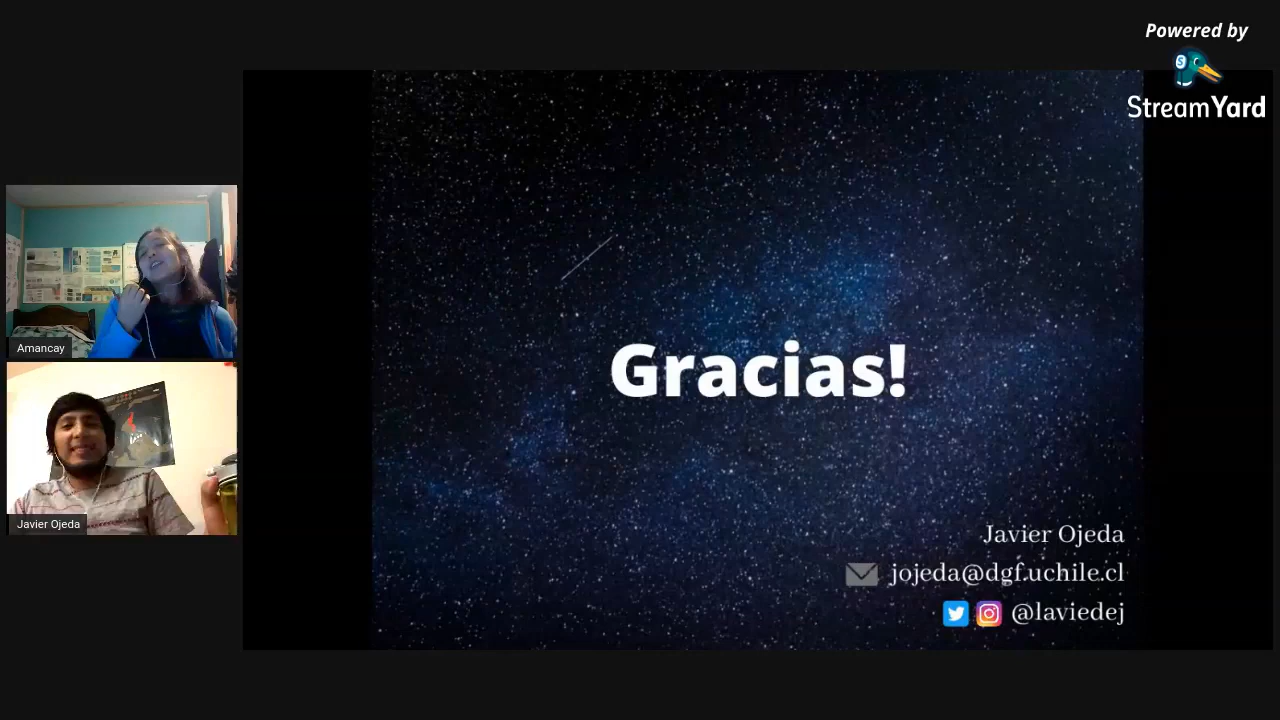 Powered by
StreamYard
Amancay
Javier Ojeda
Gracias!
Javier Ojeda
jojeda@dgf.uchile.cl
@laviedej